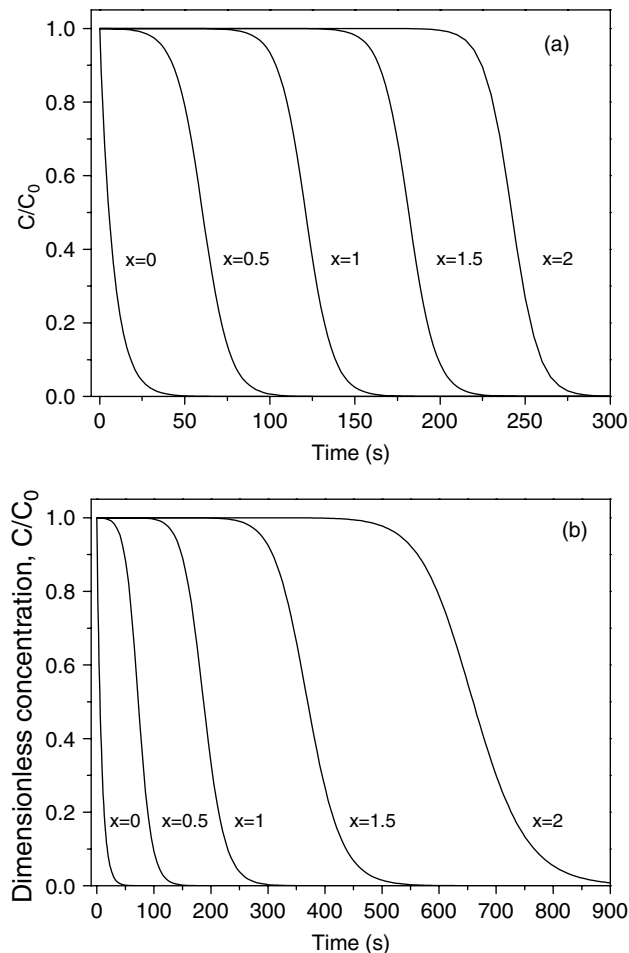 (a)
1.0
0.8
0.6
0.4
0.2
0.0
C/C0
x=0
x=0.5
x=1
x=1.5
x=2
0 50 100 150 200 250 300
Time (s)
(b)
1.0
0.8
0.6
0.4
0.2
0.0
Dimensionless concentration, C/C0
x=0 x=0.5 x=1 x=1.5 x=2
0 100 200 300 400 500 600 700 800 900
Time (s)